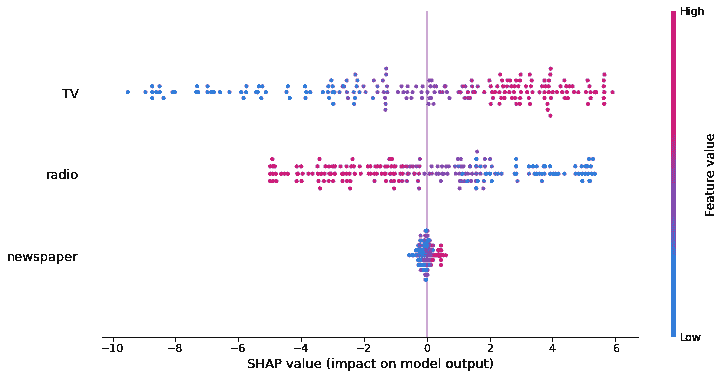 High
TV
radio
Feature value
newspaper
Low
−10 −8 −6 −4 −2 0 2 4 6
SHAP value (impact on model output)